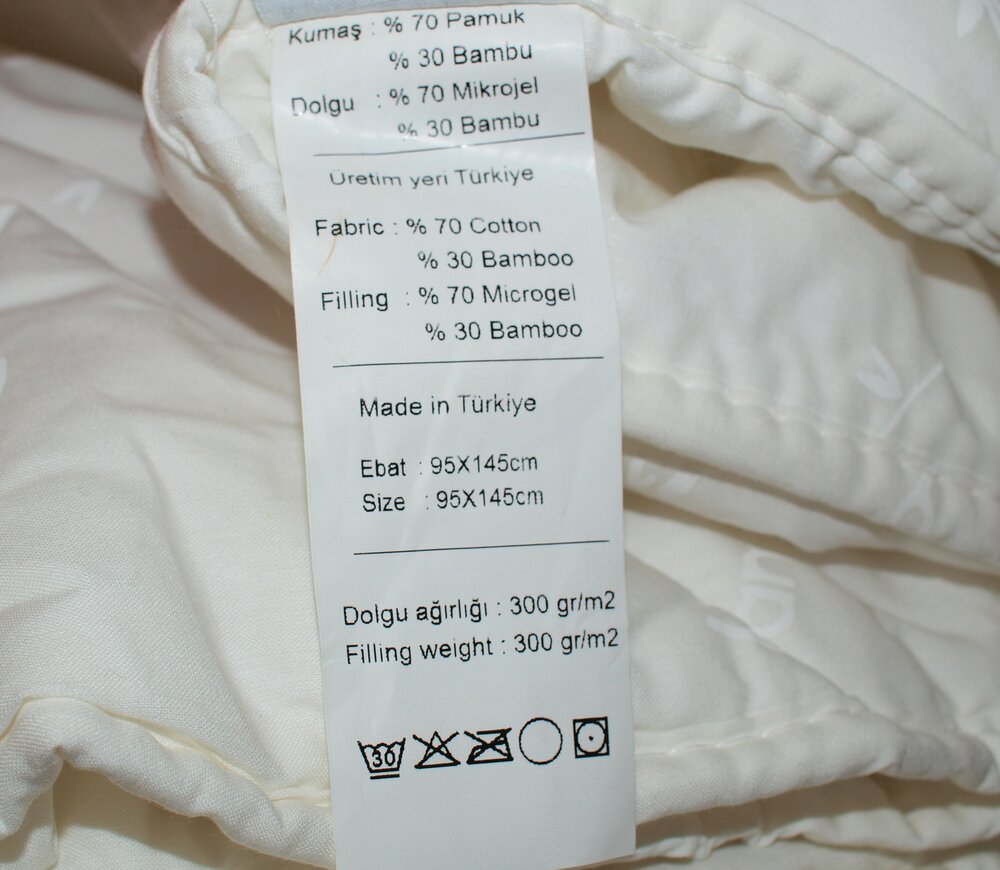 Kumaş : % 70 Pamuk
% 30 Bambu
Dolgu : % 70 Mikrojel
% 30 Bambu
Üretim yeri Türkiye
Fabric : % 70 Cotton
% 30 Bamboo
Filling : % 70 Microgel
% 30 Bamboo
Made in Türkiye
Ebat : 95X145cm
Size : 95X145cm
Dolgu ağırlığı : 300 gr/m2
Filling weight : 300 gr/m2
30